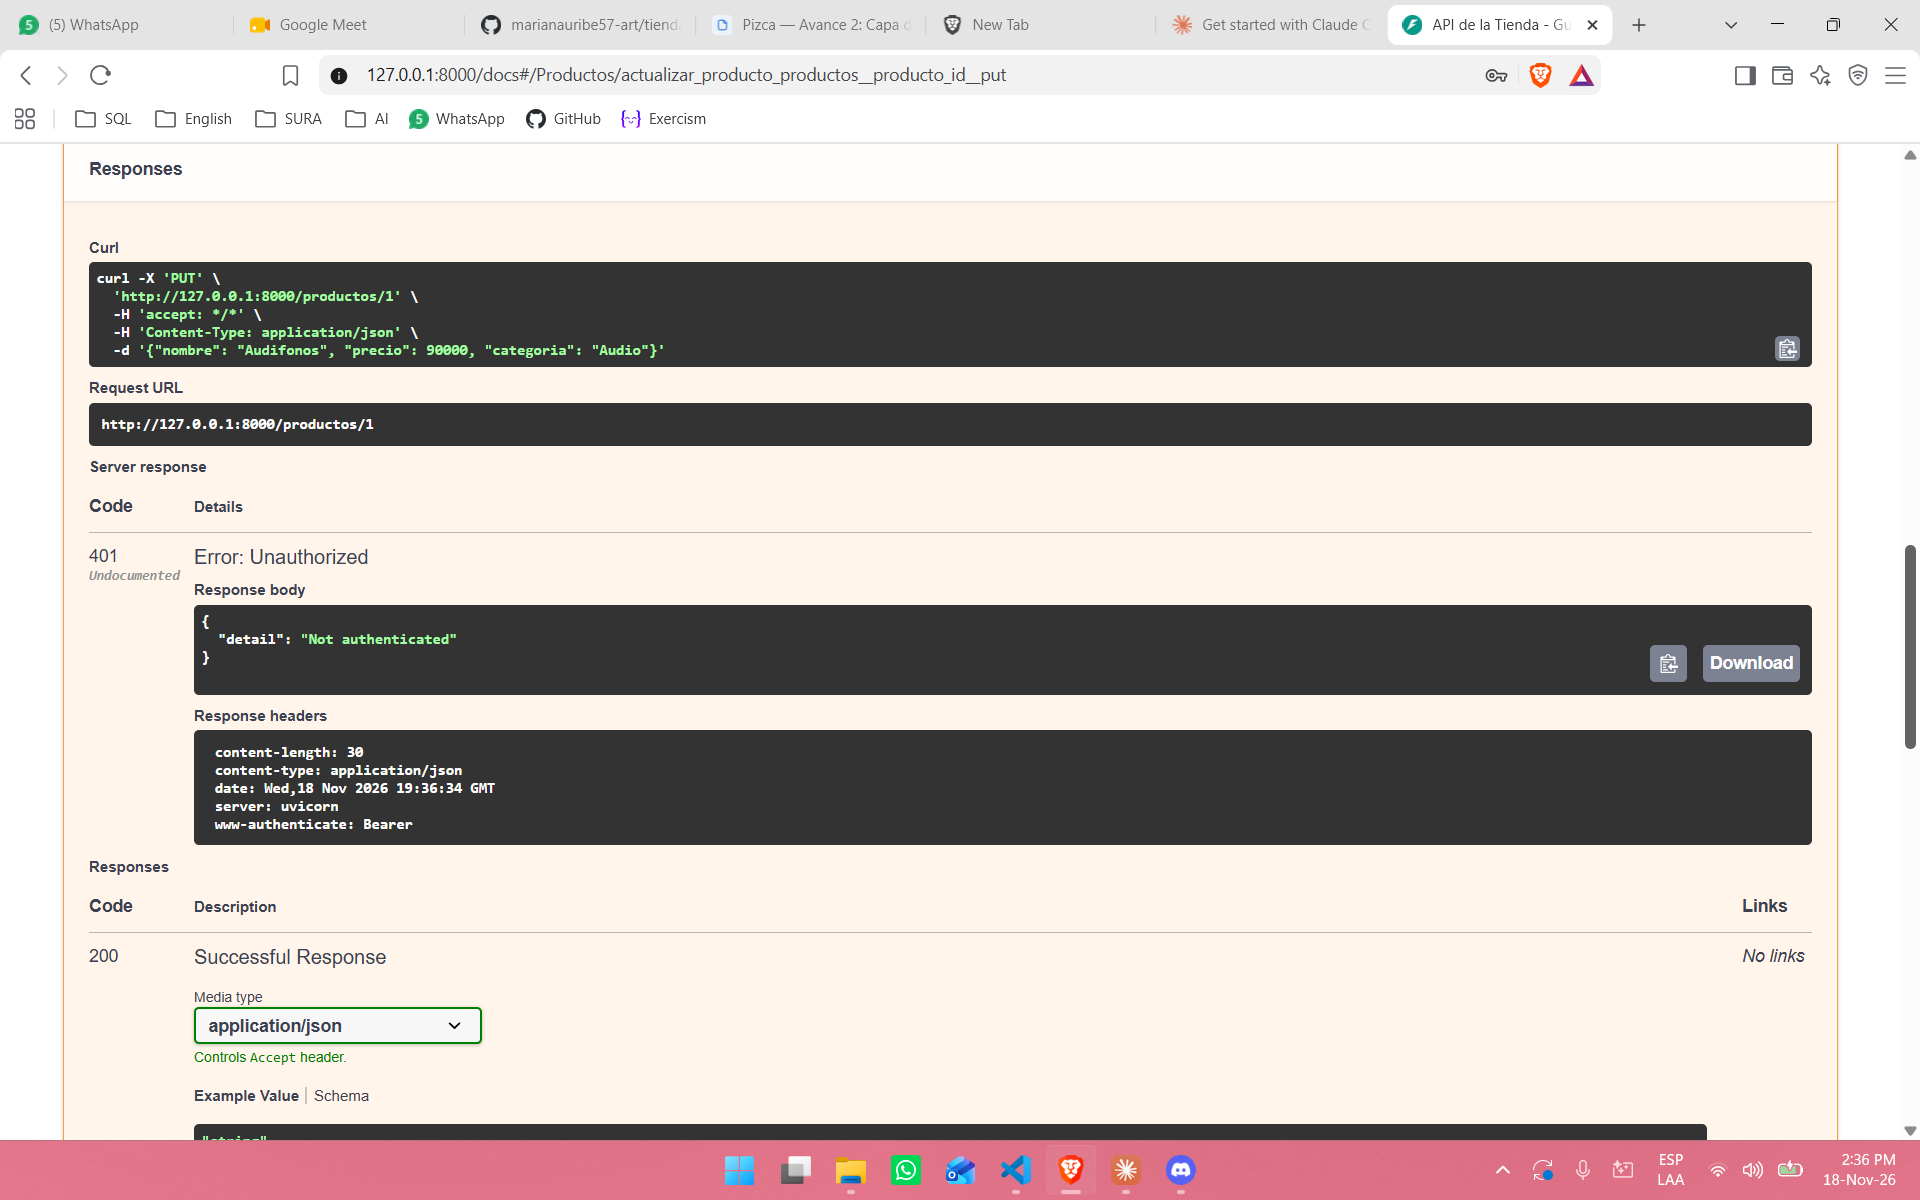 (5) WhatsApp
Google Meet
marianauribe57-art/tiend
Pizca — Avance 2: Capa d
New Tab
Get started with Claude C
API de la Tienda - Gu
127.0.0.1:8000/docs#/Productos/actualizar_producto_productos__producto_id__put
SQL
English
SURA
AI
5 WhatsApp
GitHub
Exercism
Responses
Curl
curl -X 'PUT' \
'http://127.0.0.1:8000/productos/1' \
-H 'accept: */*' \
-H 'Content-Type: application/json' \
-d '{"nombre": "Audifonos", "precio": 90000, "categoria": "Audio"}'
Request URL
http://127.0.0.1:8000/productos/1
Server response
Code Details
401 Error: Unauthorized
Undocumented
Response body
{
"detail": "Not authenticated"
}
Download
Response headers
content-length: 30
content-type: application/json
date: Wed,18 Nov 2026 19:36:34 GMT
server: uvicorn
www-authenticate: Bearer
Responses
Code Description Links
200 Successful Response No links
Media type
application/json
Controls Accept header.
Example Value Schema
"string"
ESP
LAA
2:36 PM
18-Nov-26